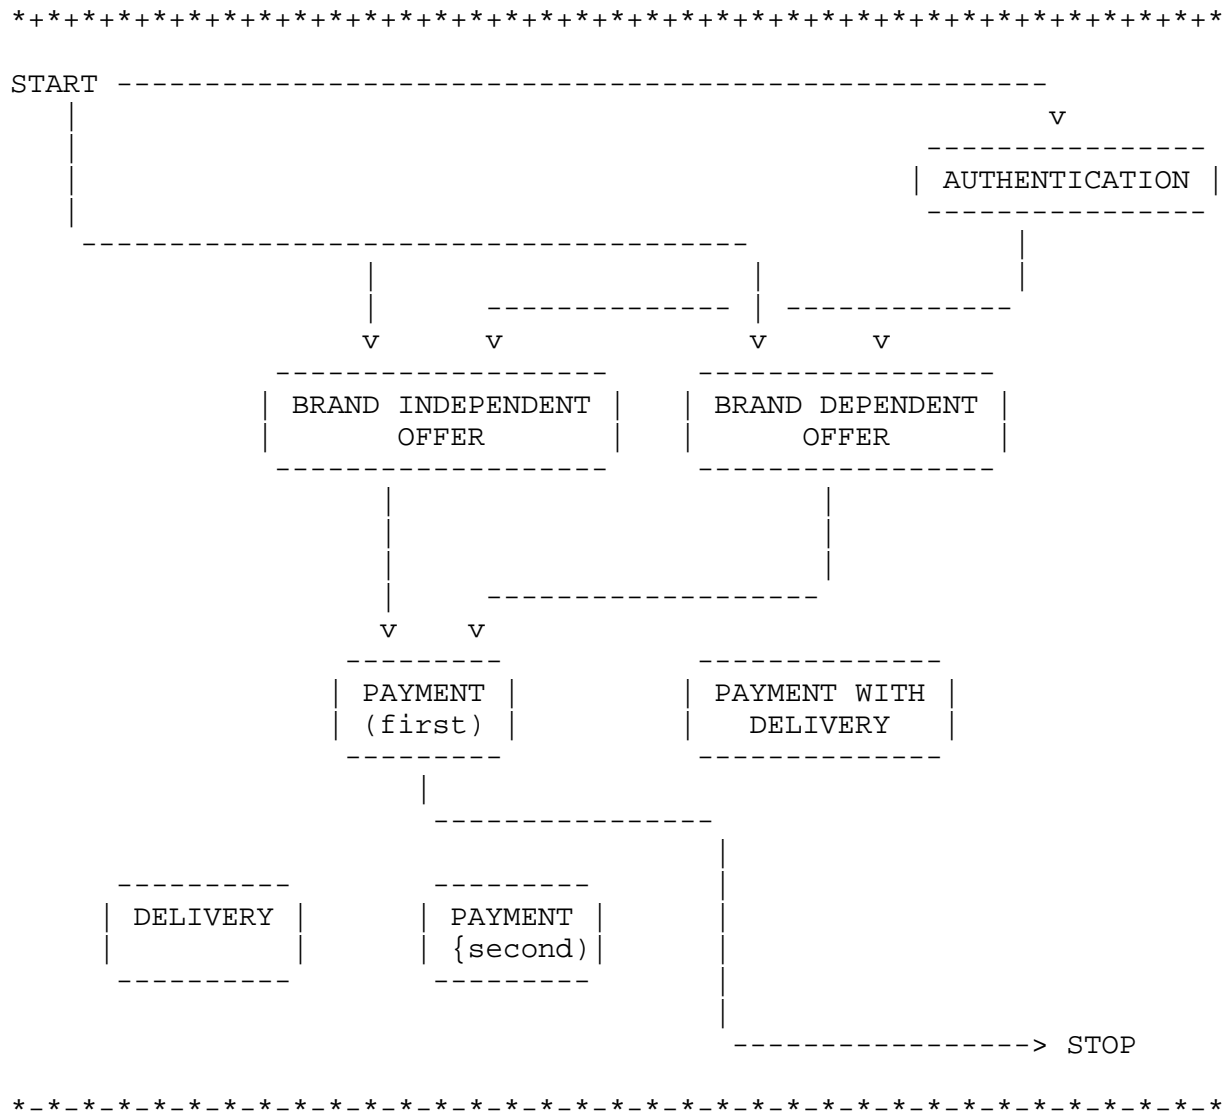 *+*+*+*+*+*+*+*+*+*+*+*+*+*+*+*+*+*+*+*+*+*+*+*+*+*+*+*+*+*+*+*+*+*+*
START
v
AUTHENTICATION
v v v v
BRAND INDEPENDENT BRAND DEPENDENT
OFFER OFFER
v v
PAYMENT PAYMENT WITH
(first) DELIVERY
DELIVERY PAYMENT
{second)
-----------------> STOP
*-*-*-*-*-*-*-*-*-*-*-*-*-*-*-*-*-*-*-*-*-*-*-*-*-*-*-*-*-*-*-*-*-*-*